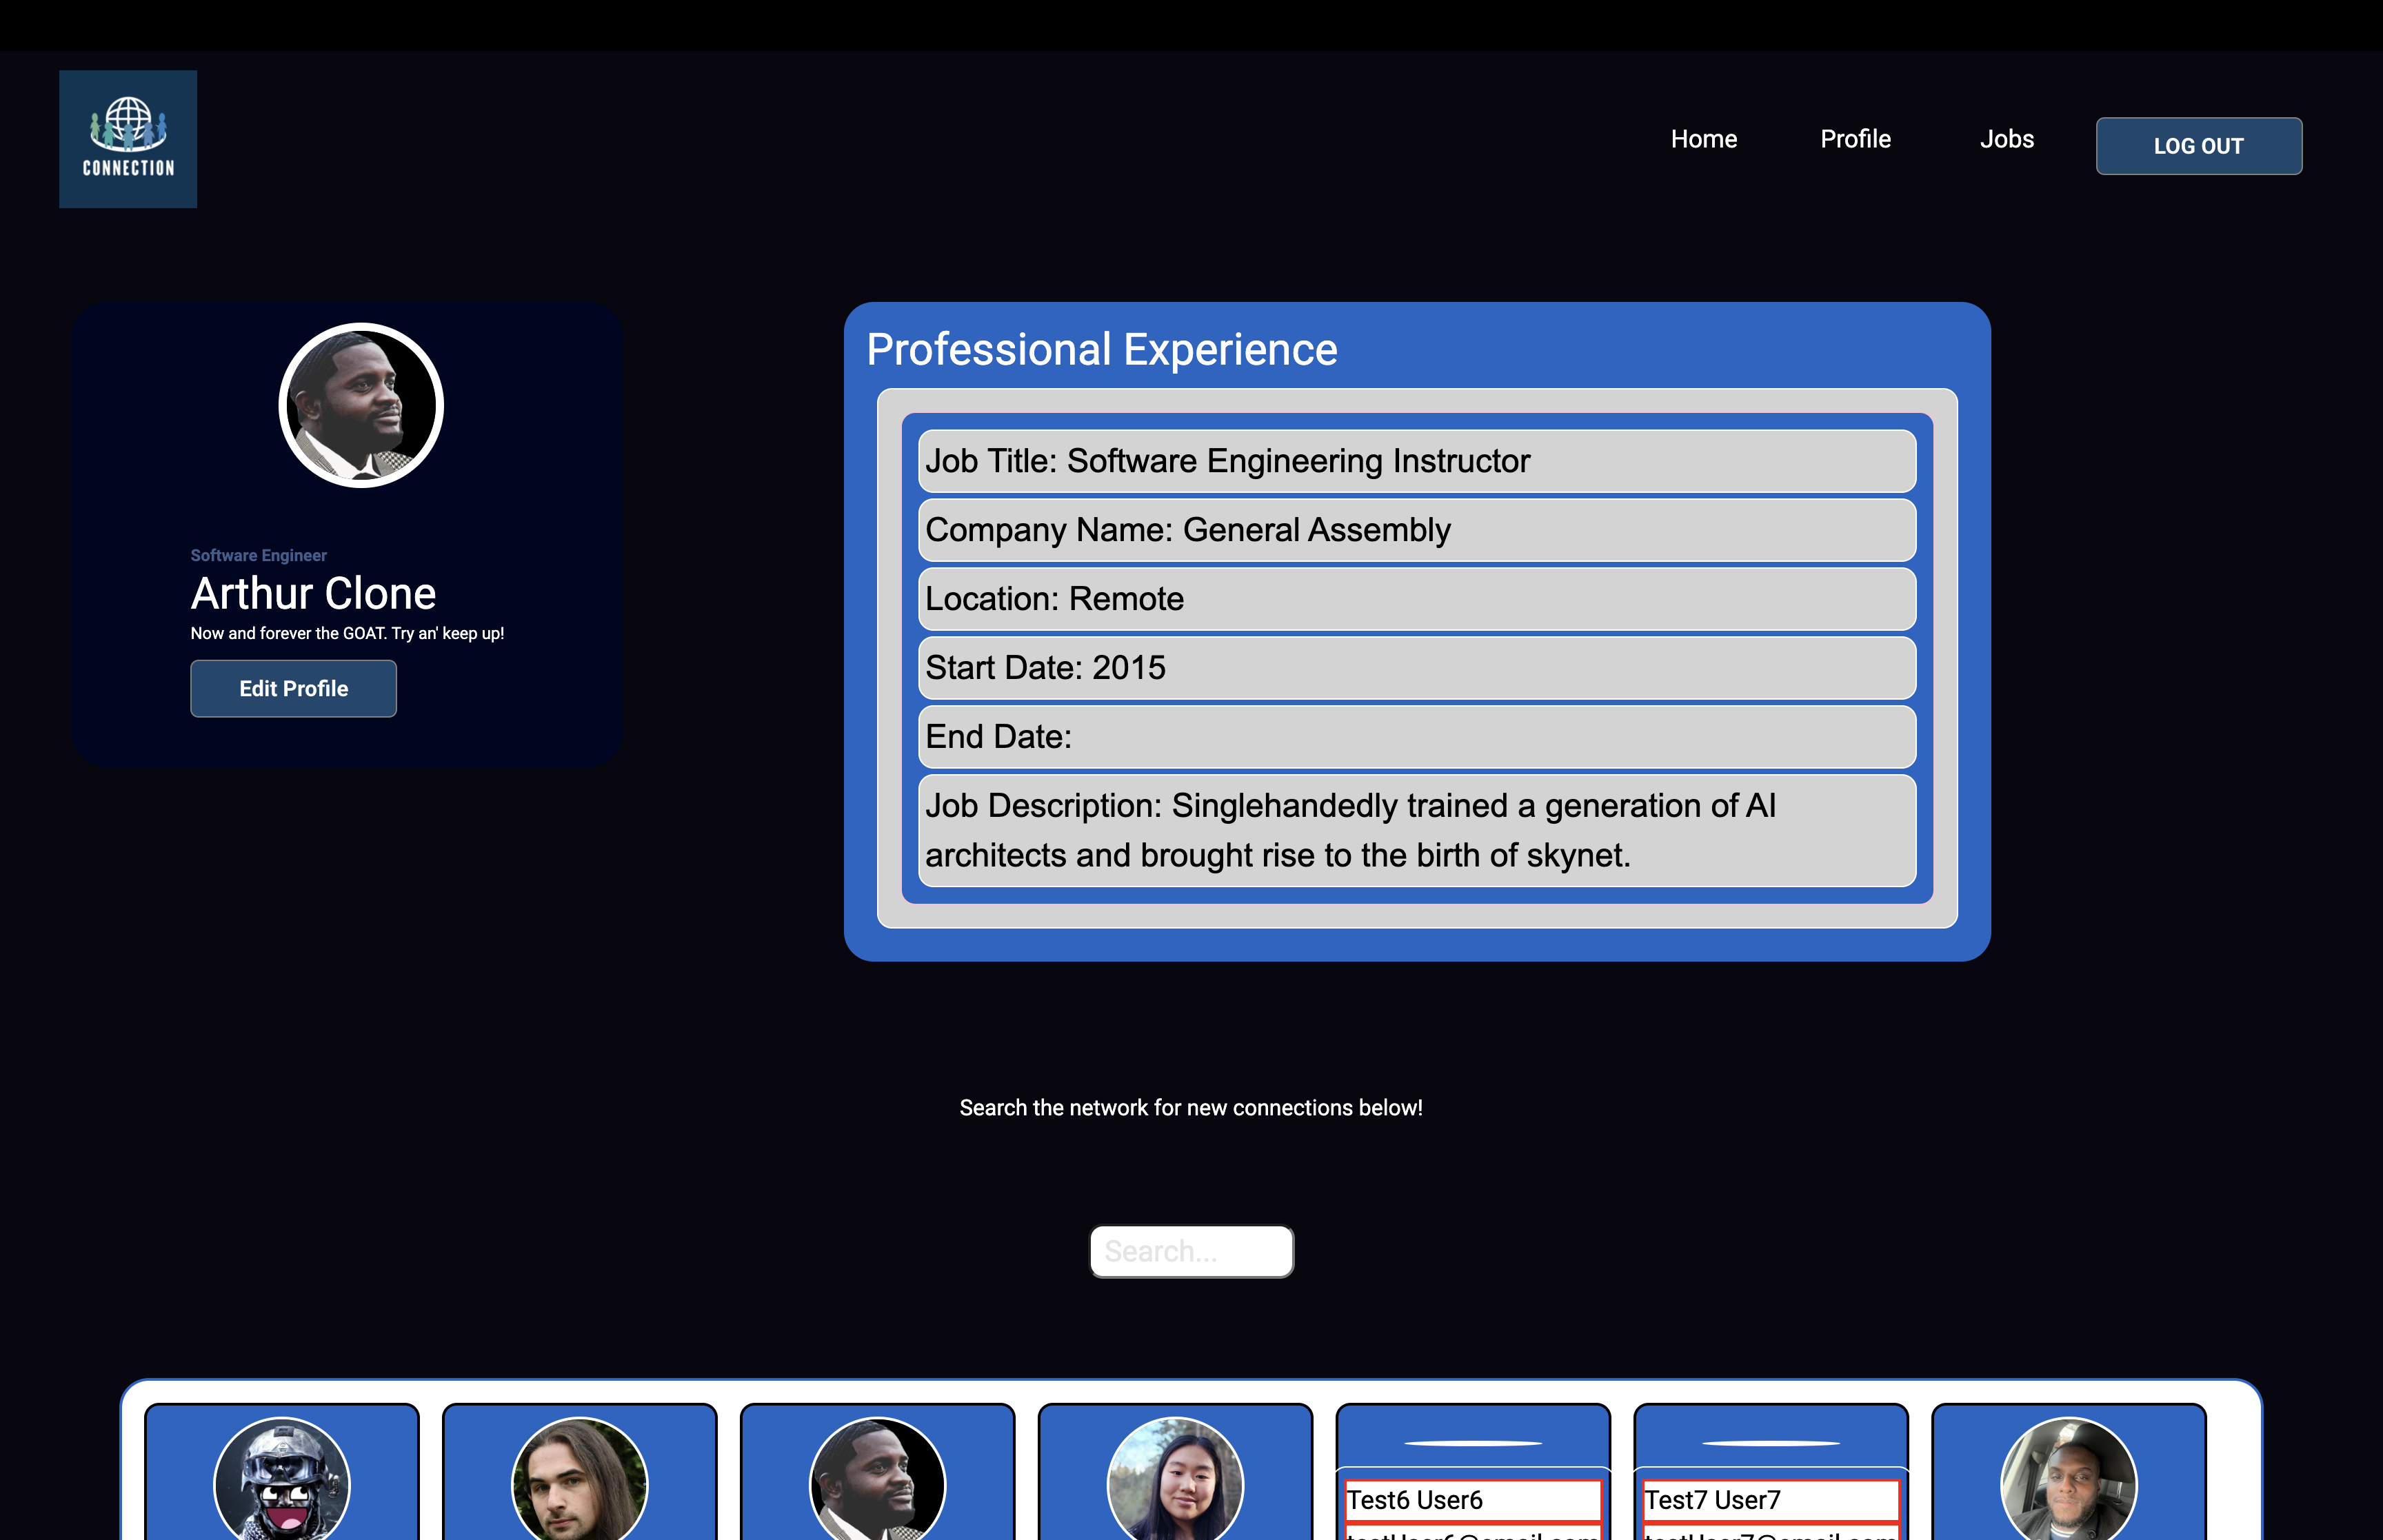 CONNECTION
Home
Profile
Jobs
LOG OUT
Software Engineer
Arthur Clone
Now and forever the GOAT. Try an' keep up!
Edit Profile
Professional Experience
Job Title: Software Engineering Instructor
Company Name: General Assembly
Location: Remote
Start Date: 2015
End Date:
Job Description: Singlehandedly trained a generation of AI
architects and brought rise to the birth of skynet.
Search the network for new connections below!
Search...
Test6 User6
Test7 User7